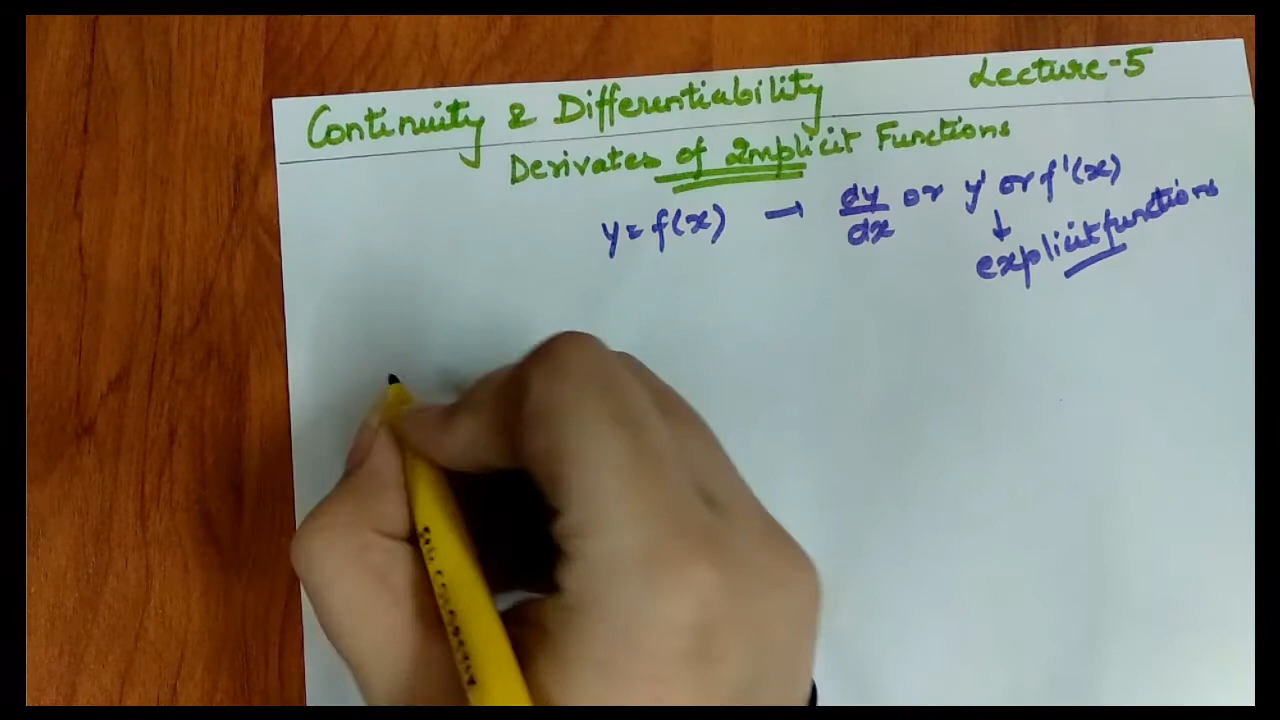 Continuity & Differentiability Lecture-5
Derivates of Implicit Functions
y = f(x) → dy/dx or y' or f'(x)
↓
explicit functions